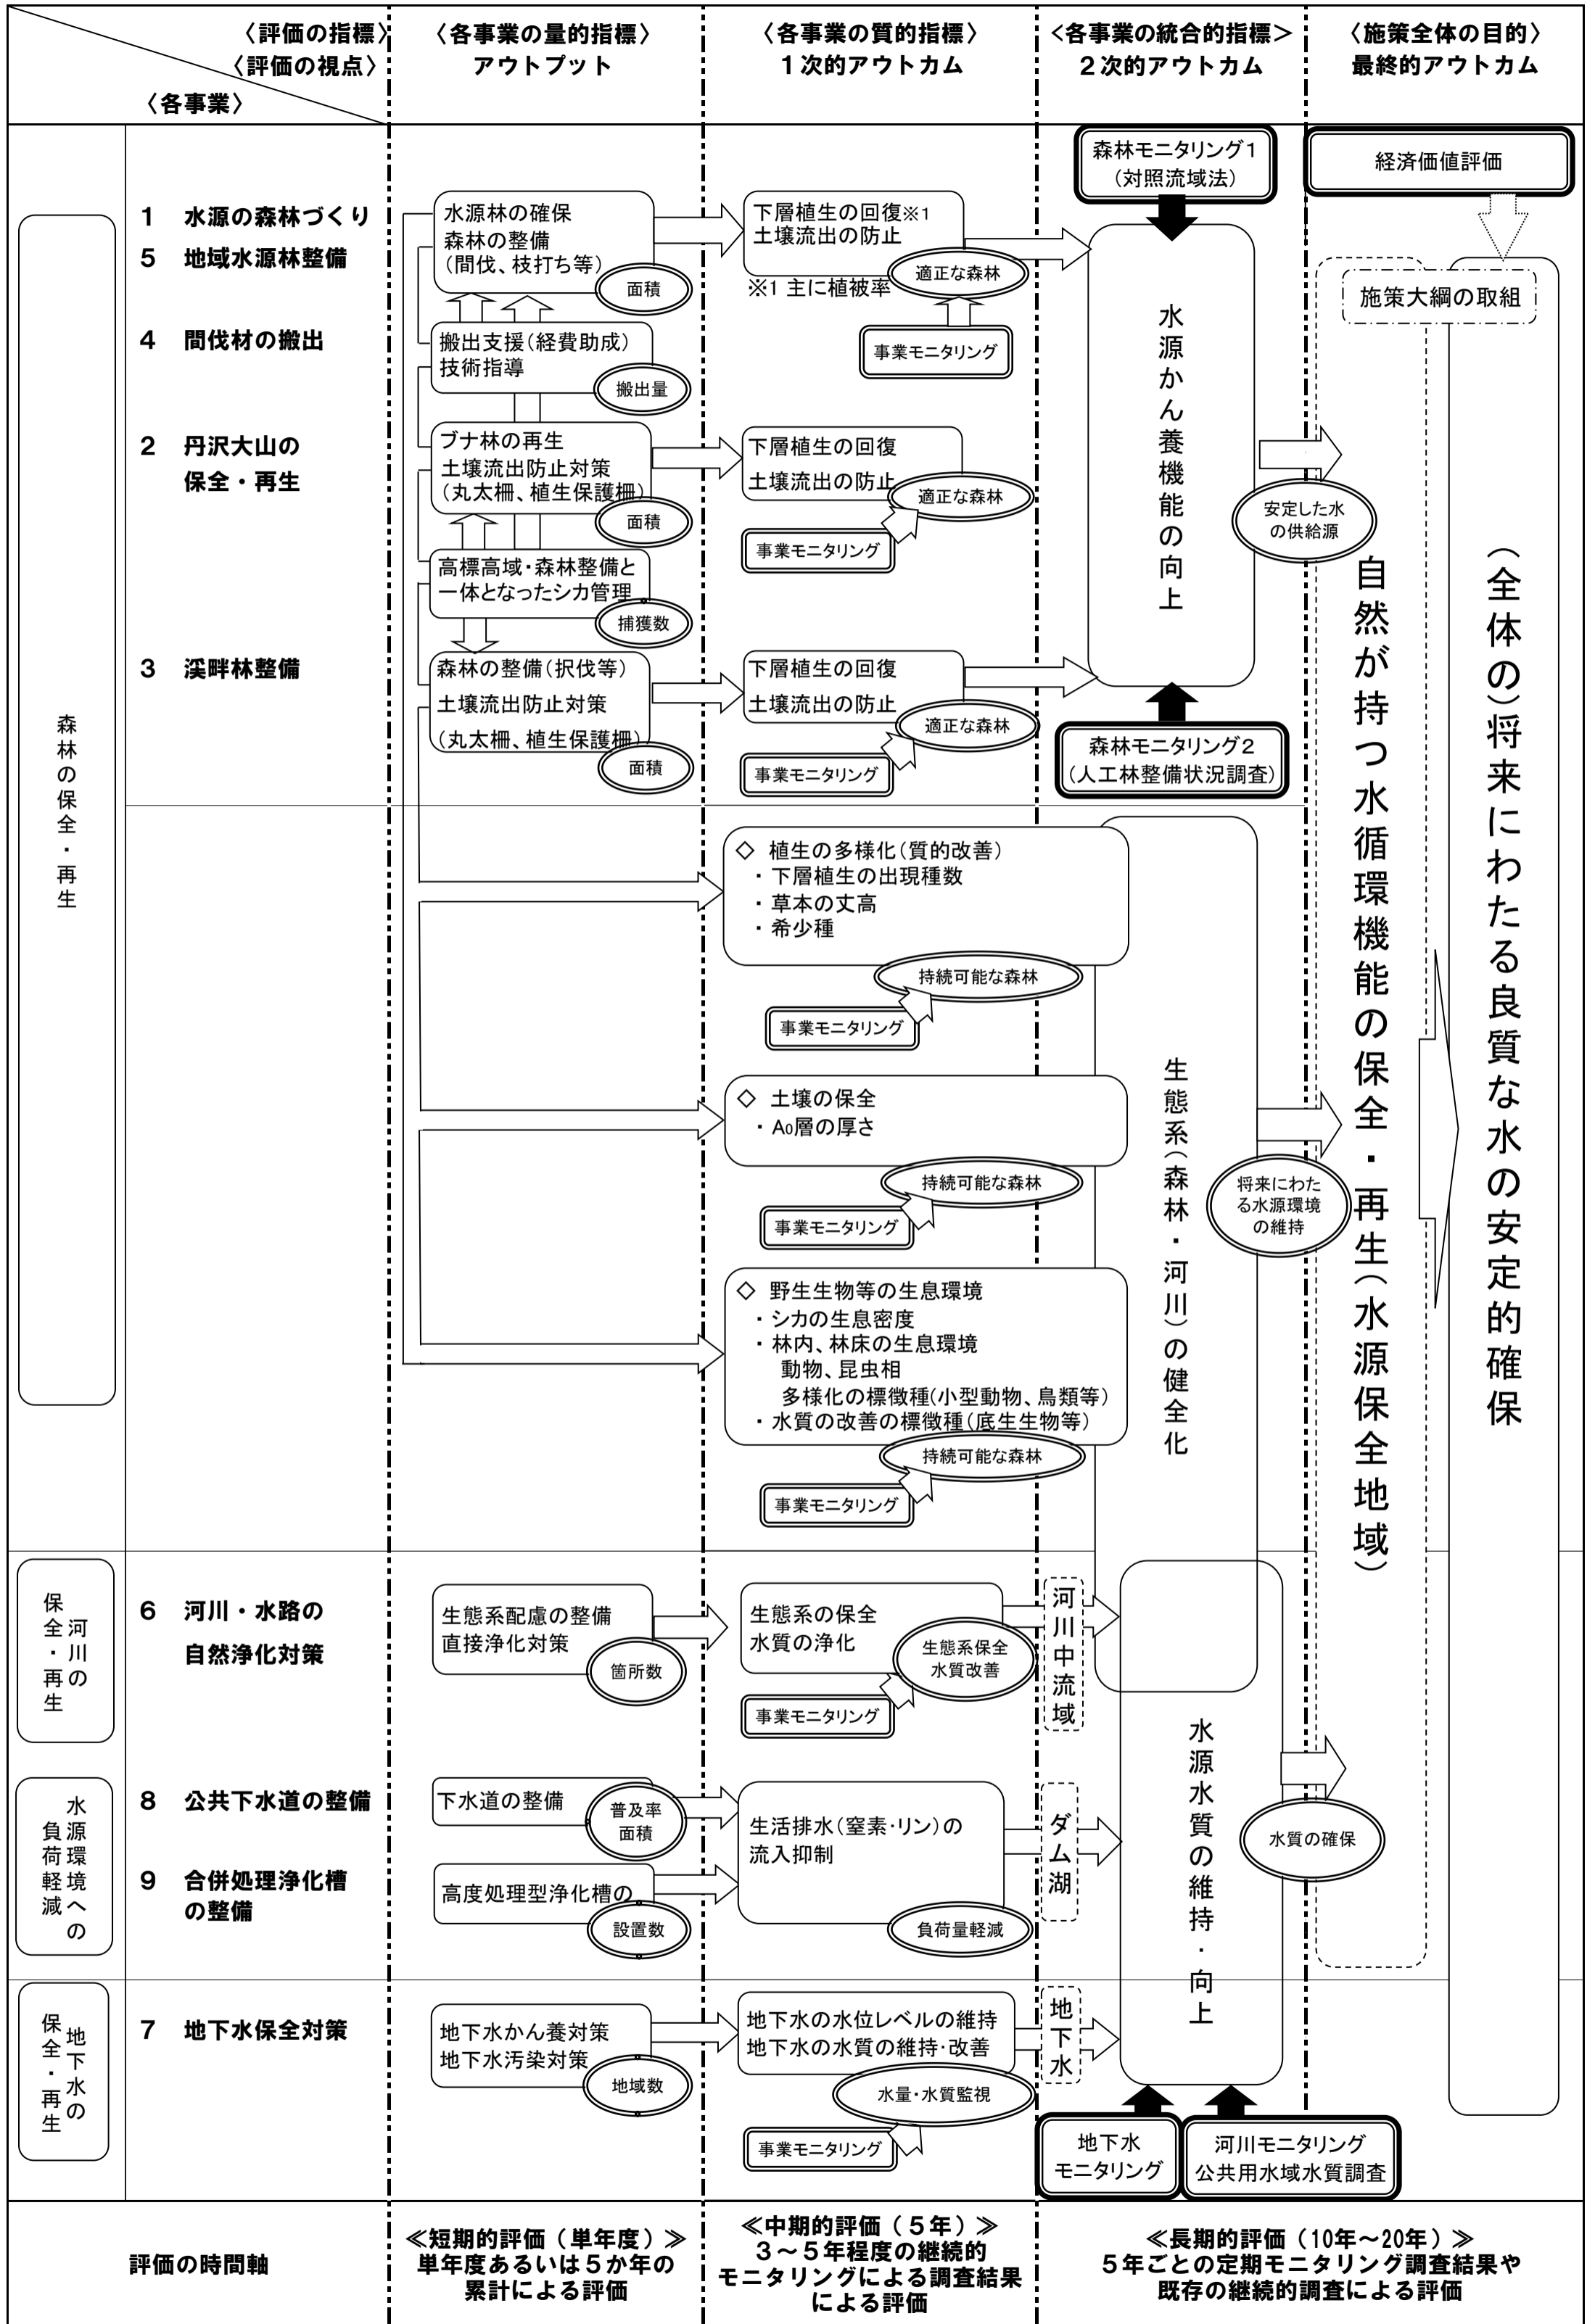 〈評価の指標〉
〈評価の視点〉
〈各事業〉
〈各事業の量的指標〉
アウトプット
〈各事業の質的指標〉
１次的アウトカム
＜各事業の統合的指標＞
２次的アウトカム
〈施策全体の目的〉
最終的アウトカム
森林の保全・再生
1 水源の森林づくり
5 地域水源林整備
水源林の確保
森林の整備
（間伐、枝打ち等）
面積
下層植生の回復※1
土壌流出の防止
適正な森林
※1 主に植被率
事業モニタリング
4 間伐材の搬出
搬出支援（経費助成）
技術指導
搬出量
2 丹沢大山の
保全・再生
ブナ林の再生
土壌流出防止対策
（丸太柵、植生保護柵）
面積
下層植生の回復
土壌流出の防止
適正な森林
事業モニタリング
高標高域・森林整備と
一体となったシカ管理
捕獲数
3 渓畔林整備
森林の整備（択伐等）
土壌流出防止対策
（丸太柵、植生保護柵）
面積
下層植生の回復
土壌流出の防止
適正な森林
事業モニタリング
森林モニタリング1
（対照流域法）
水源かん養機能の向上
安定した水
の供給源
森林モニタリング2
（人工林整備状況調査）
◇ 植生の多様化（質的改善）
・下層植生の出現種数
・草本の丈高
・希少種
持続可能な森林
事業モニタリング
◇ 土壌の保全
・A0層の厚さ
持続可能な森林
事業モニタリング
◇ 野生生物等の生息環境
・シカの生息密度
・林内、林床の生息環境
動物、昆虫相
多様化の標徴種（小型動物、鳥類等）
・水質の改善の標徴種（底生生物等）
持続可能な森林
事業モニタリング
生態系（森林・河川）の健全化
将来にわた
る水源環境
の維持
経済価値評価
施策大綱の取組
自然が持つ水循環機能の保全・再生（水源保全地域）
（全体の）将来にわたる良質な水の安定的確保
河川の
保全・再生
6 河川・水路の
自然浄化対策
生態系配慮の整備
直接浄化対策
箇所数
生態系の保全
水質の浄化
生態系保全
水質改善
事業モニタリング
河川中流域
水源環境への
負荷軽減
8 公共下水道の整備
下水道の整備
普及率
面積
9 合併処理浄化槽
の整備
高度処理型浄化槽の
設置数
生活排水（窒素・リン）の
流入抑制
負荷量軽減
ダム湖
水源水質の維持・向上
水質の確保
地下水の
保全・再生
7 地下水保全対策
地下水かん養対策
地下水汚染対策
地域数
地下水の水位レベルの維持
地下水の水質の維持・改善
水量・水質監視
事業モニタリング
地下水
地下水
モニタリング
河川モニタリング
公共用水域水質調査
評価の時間軸
≪短期的評価（単年度）≫
単年度あるいは５か年の
累計による評価
≪中期的評価（５年）≫
３～５年程度の継続的
モニタリングによる調査結果
による評価
≪長期的評価（10年～20年）≫
５年ごとの定期モニタリング調査結果や
既存の継続的調査による評価